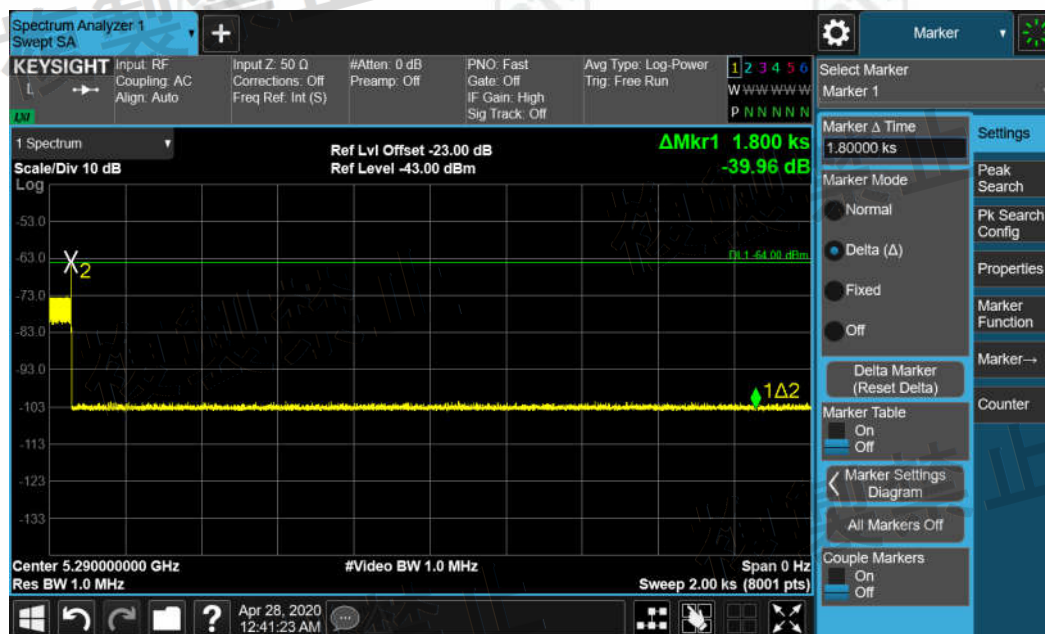 Spectrum Analyzer 1
Swept SA
+
Marker
KEYSIGHT
L
LXI
Input: RF
Coupling: AC
Align: Auto
Input Z: 50 Ω
Corrections: Off
Freq Ref: Int (S)
#Atten: 0 dB
Preamp: Off
PNO: Fast
Gate: Off
IF Gain: High
Sig Track: Off
Avg Type: Log-Power
Trig: Free Run
1 2 3 4 5 6
W W W W W W
P N N N N N
Select Marker
Marker 1
1 Spectrum
Scale/Div 10 dB
Log
Ref Lvl Offset -23.00 dB
Ref Level -43.00 dBm
ΔMkr1 1.800 ks
-39.96 dB
-53.0
-63.0
-73.0
-83.0
-93.0
-103
-113
-123
-133
2
DL1 -64.00 dBm
1Δ2
Center 5.290000000 GHz
Res BW 1.0 MHz
#Video BW 1.0 MHz
Span 0 Hz
Sweep 2.00 ks (8001 pts)
Marker Δ Time
1.80000 ks
Marker Mode
Normal
Delta (Δ)
Fixed
Off
Delta Marker
(Reset Delta)
Marker Table
On
Off
Marker Settings
Diagram
All Markers Off
Couple Markers
On
Off
Settings
Peak
Search
Pk Search
Config
Properties
Marker
Function
Marker→
Counter
?
Apr 28, 2020
12:41:23 AM